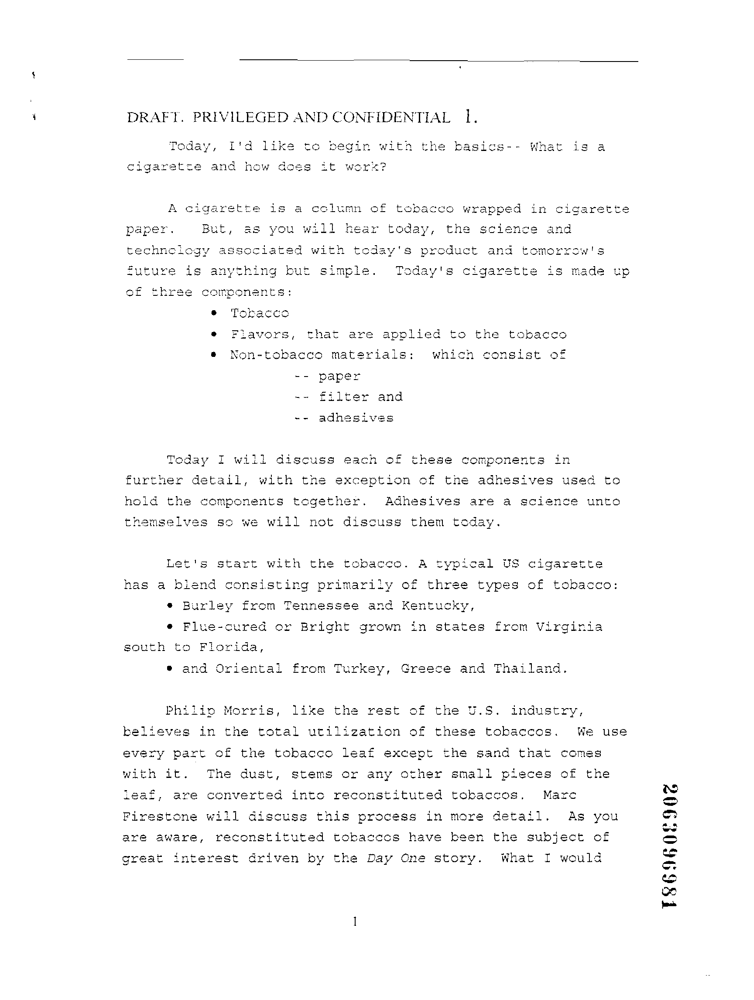 DRAFT. PRIVILEGED AND CONFIDENTIAL 1.
Today, I'd like to begin with the basics-- What is a
cigarette and how does it work?
A cigarette is a column of tobacco wrapped in cigarette
paper. But, as you will hear today, the science and
technology associated with today's product and tomorrow's
future is anything but simple. Today's cigarette is made up
of three components:
• Tobacco
• Flavors, that are applied to the tobacco
• Non-tobacco materials: which consist of
-- paper
-- filter and
-- adhesives
Today I will discuss each of these components in
further detail, with the exception of the adhesives used to
hold the components together. Adhesives are a science unto
themselves so we will not discuss them today.
Let's start with the tobacco. A typical US cigarette
has a blend consisting primarily of three types of tobacco:
• Burley from Tennessee and Kentucky,
• Flue-cured or Bright grown in states from Virginia
south to Florida,
• and Oriental from Turkey, Greece and Thailand.
Philip Morris, like the rest of the U.S. industry,
believes in the total utilization of these tobaccos. We use
every part of the tobacco leaf except the sand that comes
with it. The dust, stems or any other small pieces of the
leaf, are converted into reconstituted tobaccos. Marc
Firestone will discuss this process in more detail. As you
are aware, reconstituted tobaccos have been the subject of
great interest driven by the Day One story. What I would
1
2063096981